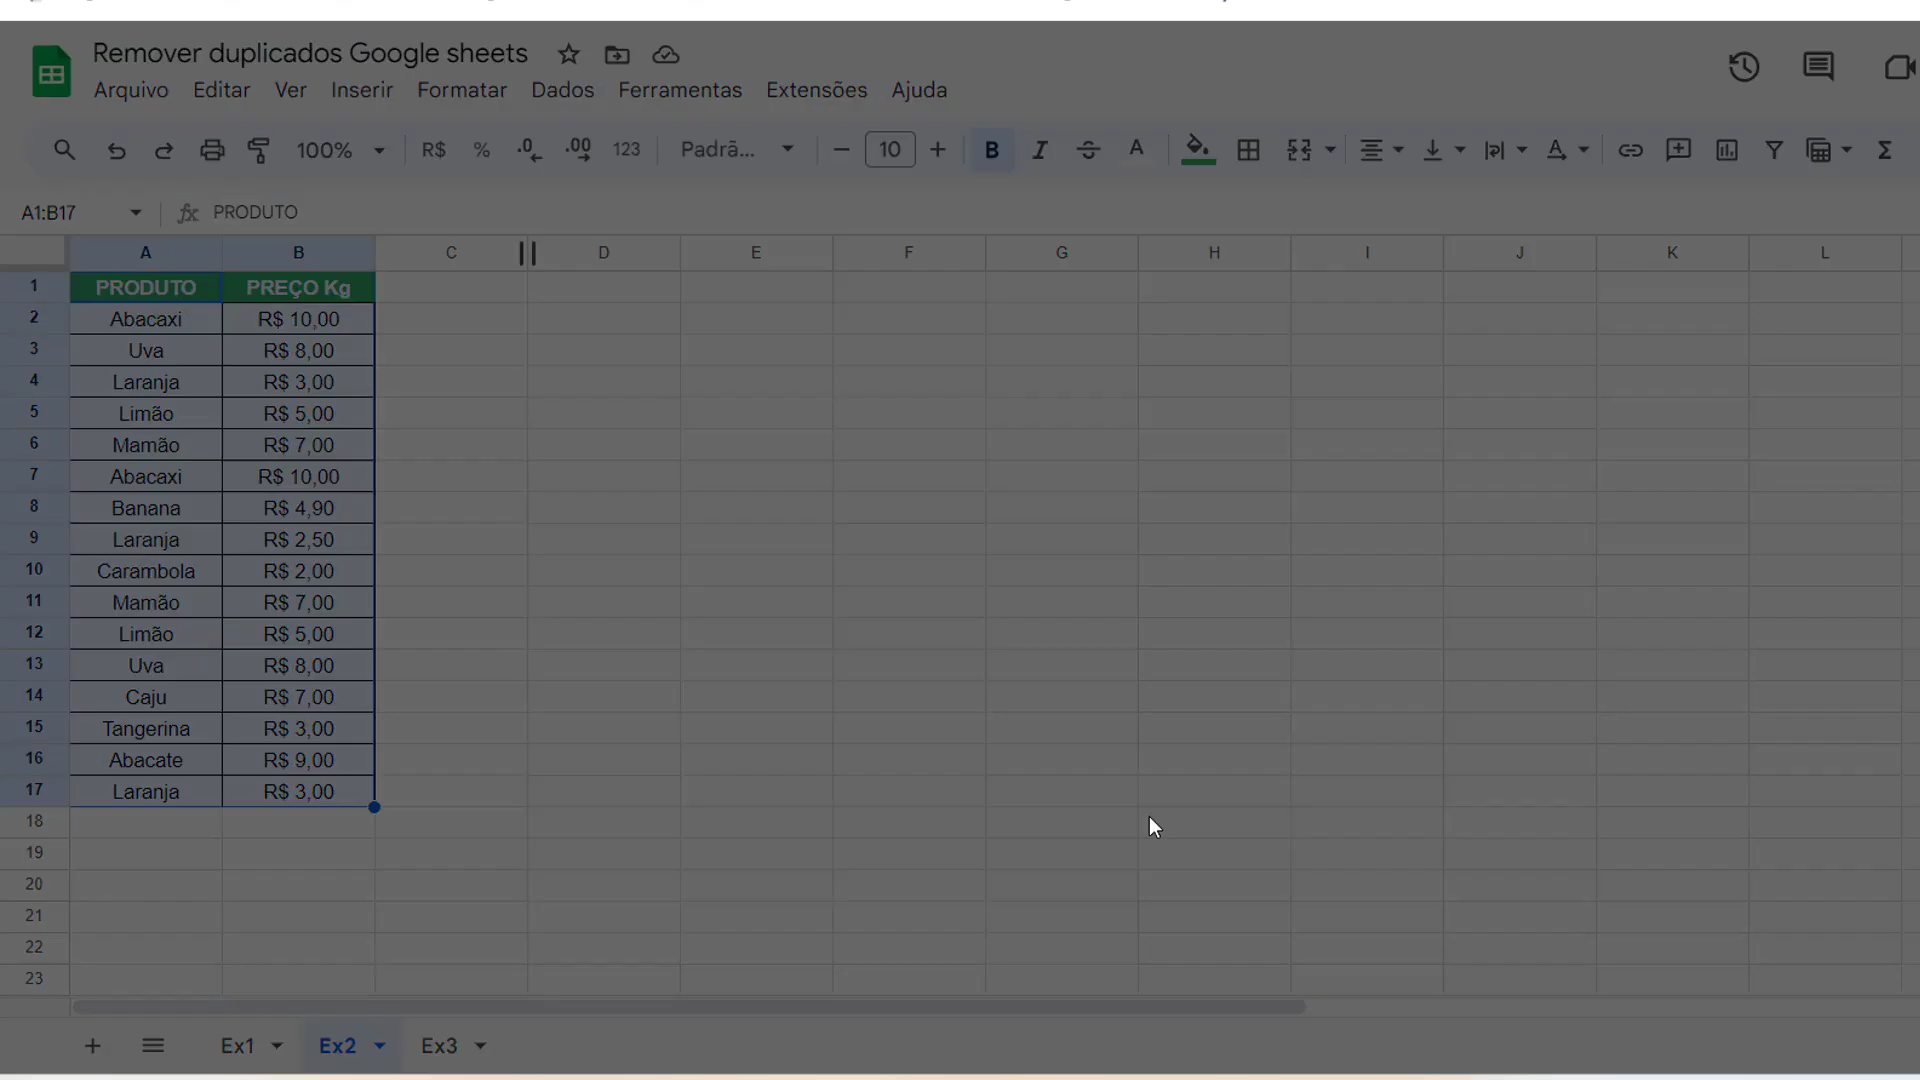 Remover duplicados Google sheets
Arquivo Editar Ver Inserir Formatar Dados Ferramentas Extensões Ajuda
100% R$ % .0 .00 123 Padrã... 10 B I S A A Σ
A1:B17 fx PRODUTO
A B C D E F G H I J K L
1 PRODUTO PREÇO Kg
2 Abacaxi R$ 10,00
3 Uva R$ 8,00
4 Laranja R$ 3,00
5 Limão R$ 5,00
6 Mamão R$ 7,00
7 Abacaxi R$ 10,00
8 Banana R$ 4,90
9 Laranja R$ 2,50
10 Carambola R$ 2,00
11 Mamão R$ 7,00
12 Limão R$ 5,00
13 Uva R$ 8,00
14 Caju R$ 7,00
15 Tangerina R$ 3,00
16 Abacate R$ 9,00
17 Laranja R$ 3,00
18
19
20
21
22
23
Ex1 Ex2 Ex3